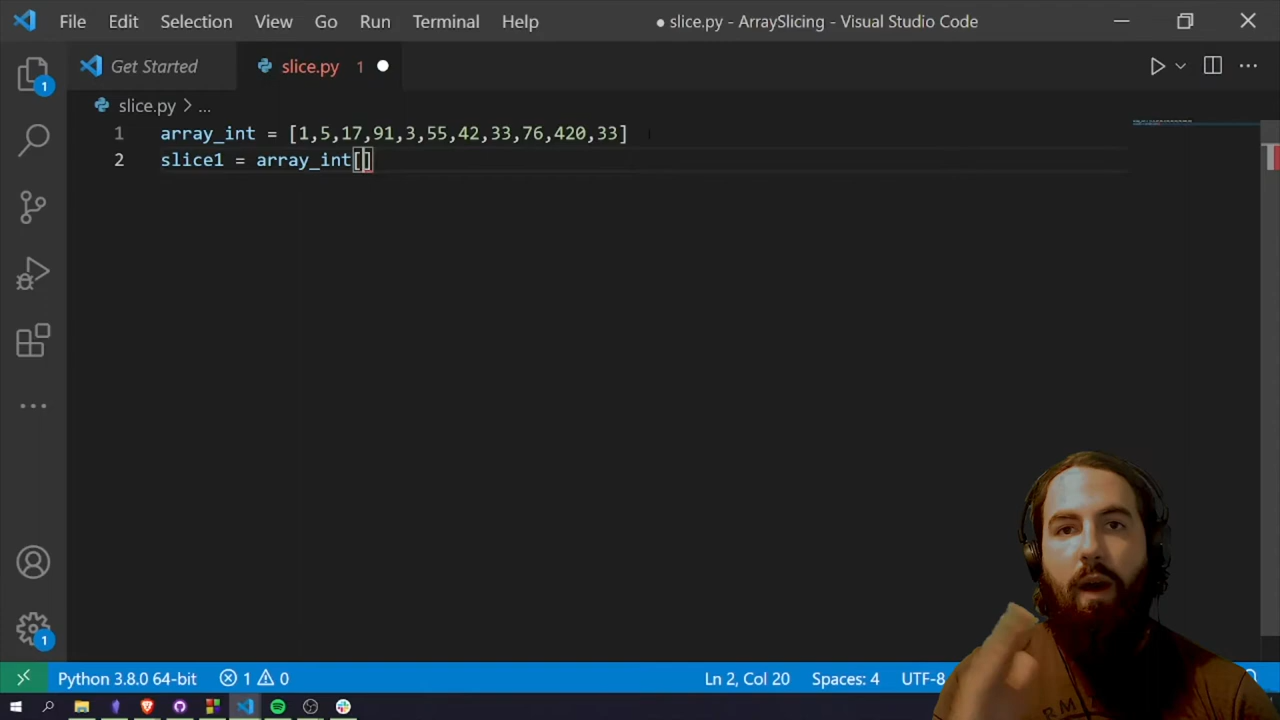 File Edit Selection View Go Run Terminal Help ● slice.py - ArraySlicing - Visual Studio Code
Get Started slice.py 1
slice.py > ...
1 array_int = [1,5,17,91,3,55,42,33,76,420,33]
2 slice1 = array_int[]
1
1
Python 3.8.0 64-bit 1 0 Ln 2, Col 20 Spaces: 4 UTF-8